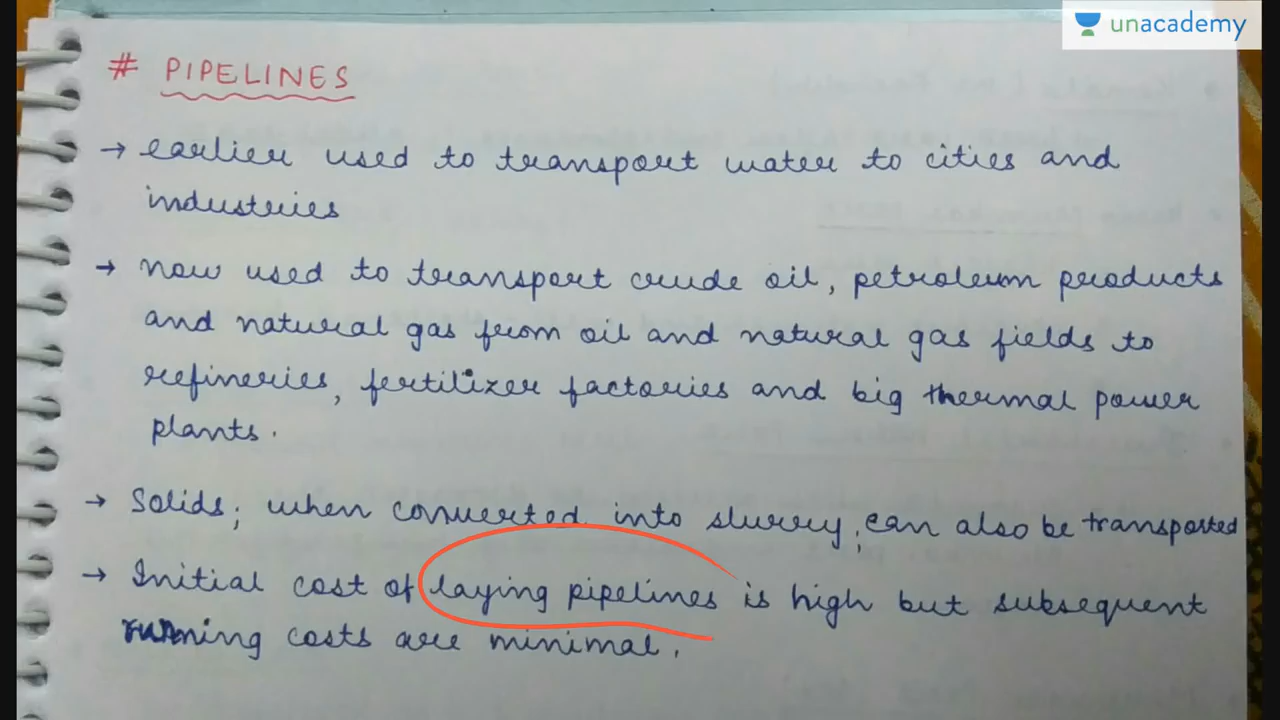 unacademy
# PIPELINES
→ earlier used to transport water to cities and
industries
→ now used to transport crude oil, petroleum products
and natural gas from oil and natural gas fields to
refineries, fertilizer factories and big thermal power
plants.
→ Solids, when converted into slurry, can also be transported
→ Initial cost of laying pipelines is high but subsequent
running costs are minimal.